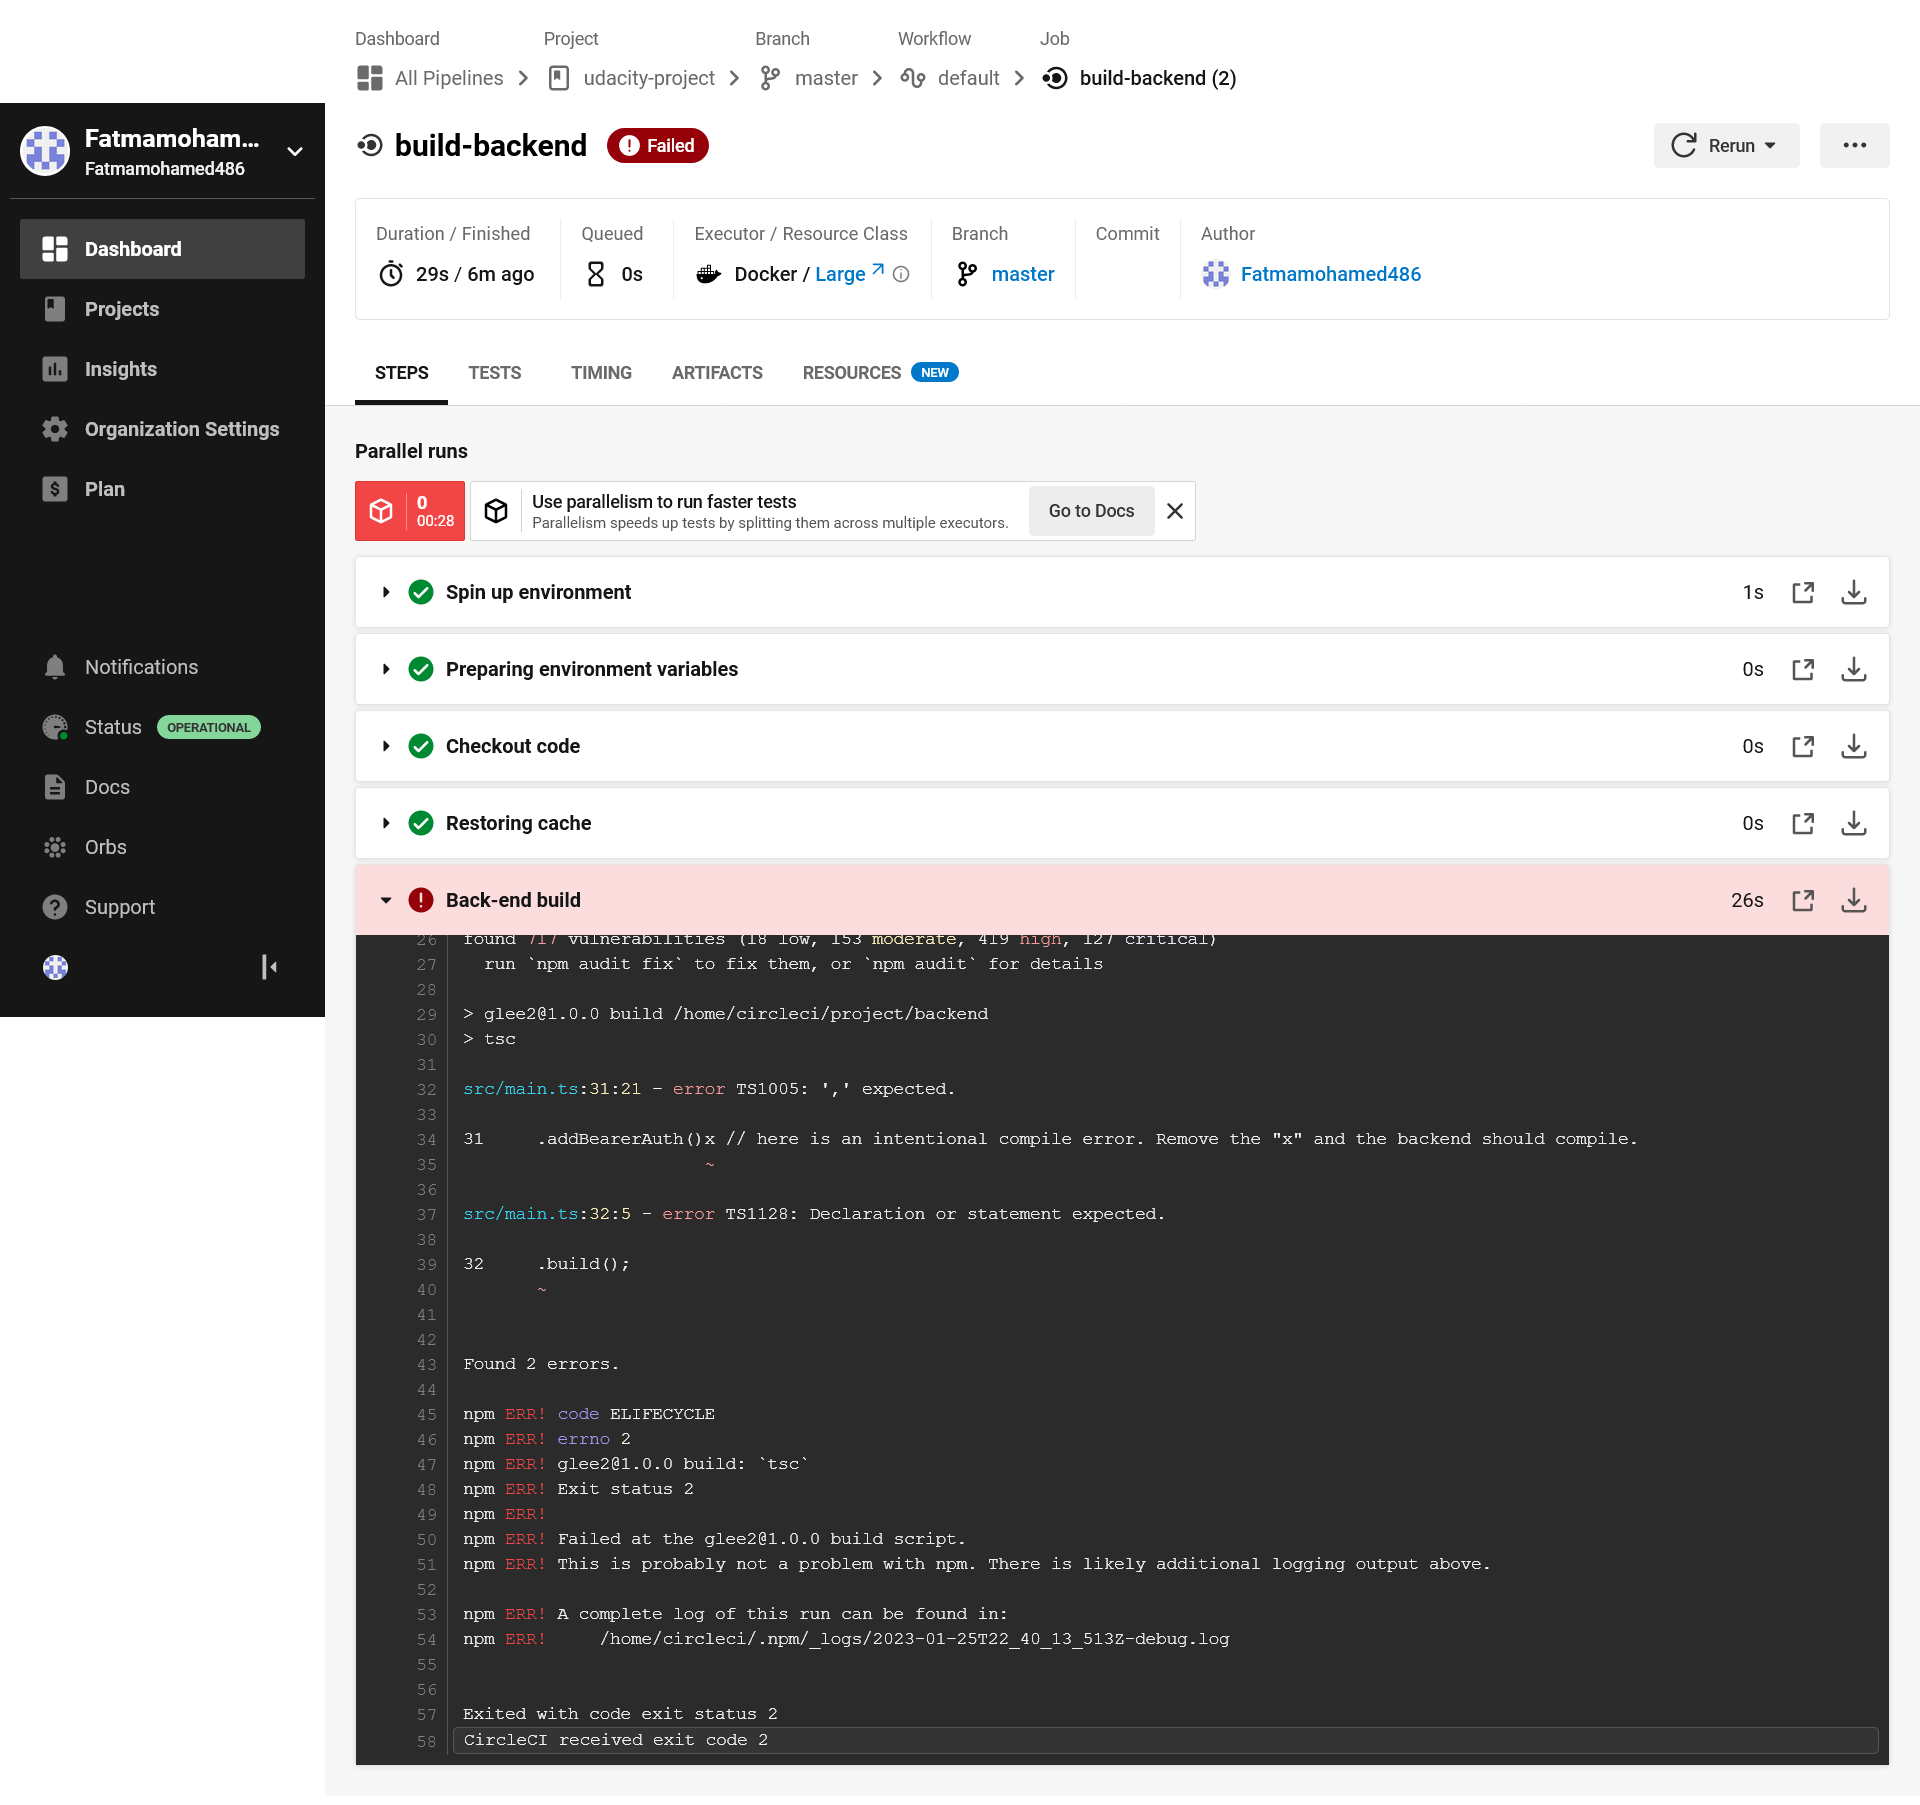 Dashboard Project Branch Workflow Job
All Pipelines udacity-project master default build-backend (2)
Fatmamoham...
Fatmamohamed486
Dashboard
Projects
Insights
Organization Settings
Plan
Notifications
Status OPERATIONAL
Docs
Orbs
Support
build-backend Failed
Rerun
Duration / Finished Queued Executor / Resource Class Branch Commit Author
29s / 6m ago 0s Docker / Large master Fatmamohamed486
STEPS TESTS TIMING ARTIFACTS RESOURCES NEW
Parallel runs
0
00:28
Use parallelism to run faster tests
Parallelism speeds up tests by splitting them across multiple executors.
Go to Docs
Spin up environment 1s
Preparing environment variables 0s
Checkout code 0s
Restoring cache 0s
Back-end build 26s
26 found 717 vulnerabilities (18 low, 153 moderate, 419 high, 127 critical)
27 run `npm audit fix` to fix them, or `npm audit` for details
28
29 > glee2@1.0.0 build /home/circleci/project/backend
30 > tsc
31
32 src/main.ts:31:21 - error TS1005: ',' expected.
33
34 31 .addBearerAuth()x // here is an intentional compile error. Remove the "x" and the backend should compile.
35 ~
36
37 src/main.ts:32:5 - error TS1128: Declaration or statement expected.
38
39 32 .build();
40 ~
41
42
43 Found 2 errors.
44
45 npm ERR! code ELIFECYCLE
46 npm ERR! errno 2
47 npm ERR! glee2@1.0.0 build: `tsc`
48 npm ERR! Exit status 2
49 npm ERR!
50 npm ERR! Failed at the glee2@1.0.0 build script.
51 npm ERR! This is probably not a problem with npm. There is likely additional logging output above.
52
53 npm ERR! A complete log of this run can be found in:
54 npm ERR! /home/circleci/.npm/_logs/2023-01-25T22_40_13_513Z-debug.log
55
56
57 Exited with code exit status 2
58 CircleCI received exit code 2